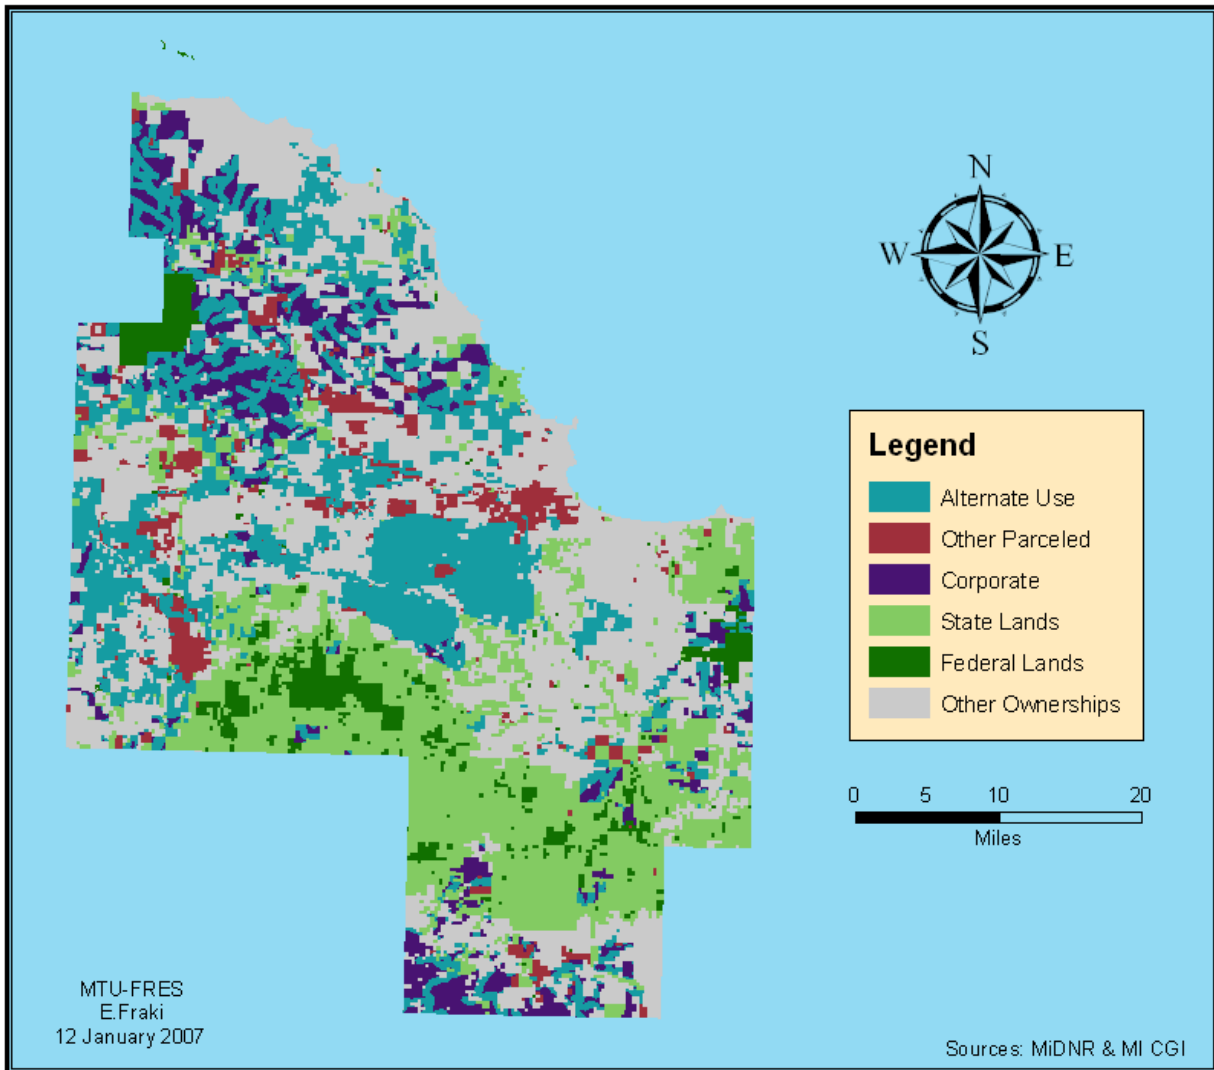 N
W E
S
Legend
Alternate Use
Other Parceled
Corporate
State Lands
Federal Lands
Other Ownerships
0 5 10 20
Miles
MTU-FRES
E.Fraki
12 January 2007
Sources: MiDNR & MI CGI